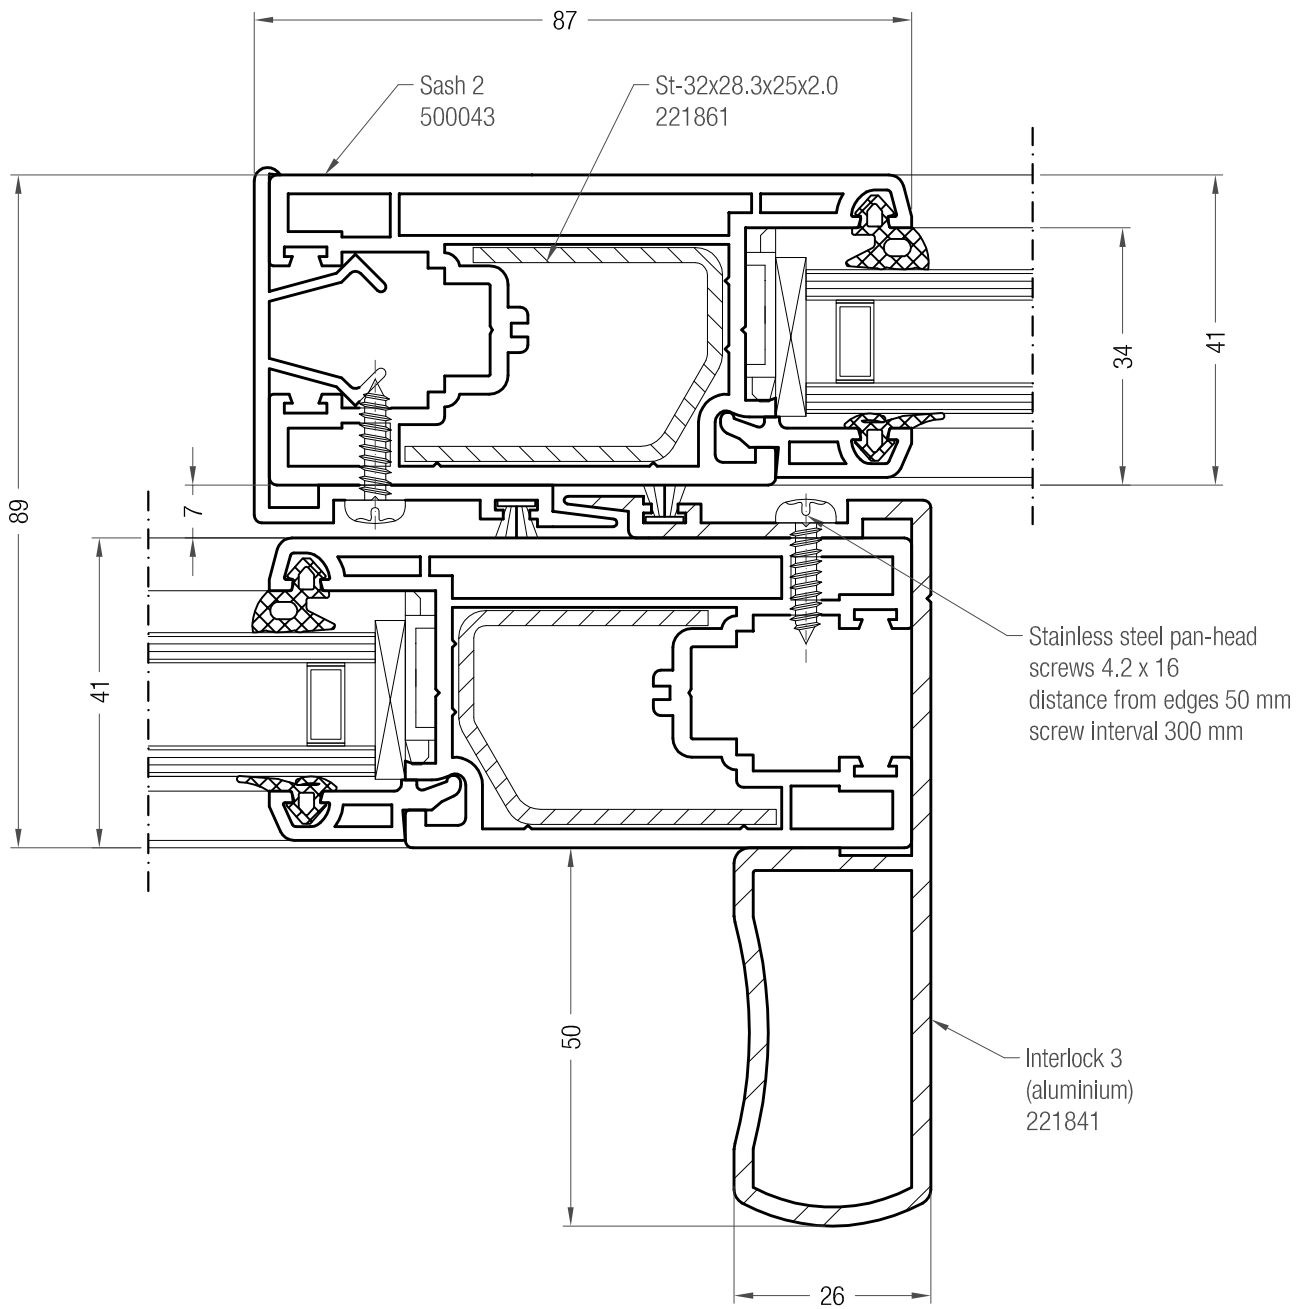 87
Sash 2
500043
St-32x28.3x25x2.0
221861
34
41
89
7
41
Stainless steel pan-head
screws 4.2 x 16
distance from edges 50 mm
screw interval 300 mm
50
Interlock 3
(aluminium)
221841
26